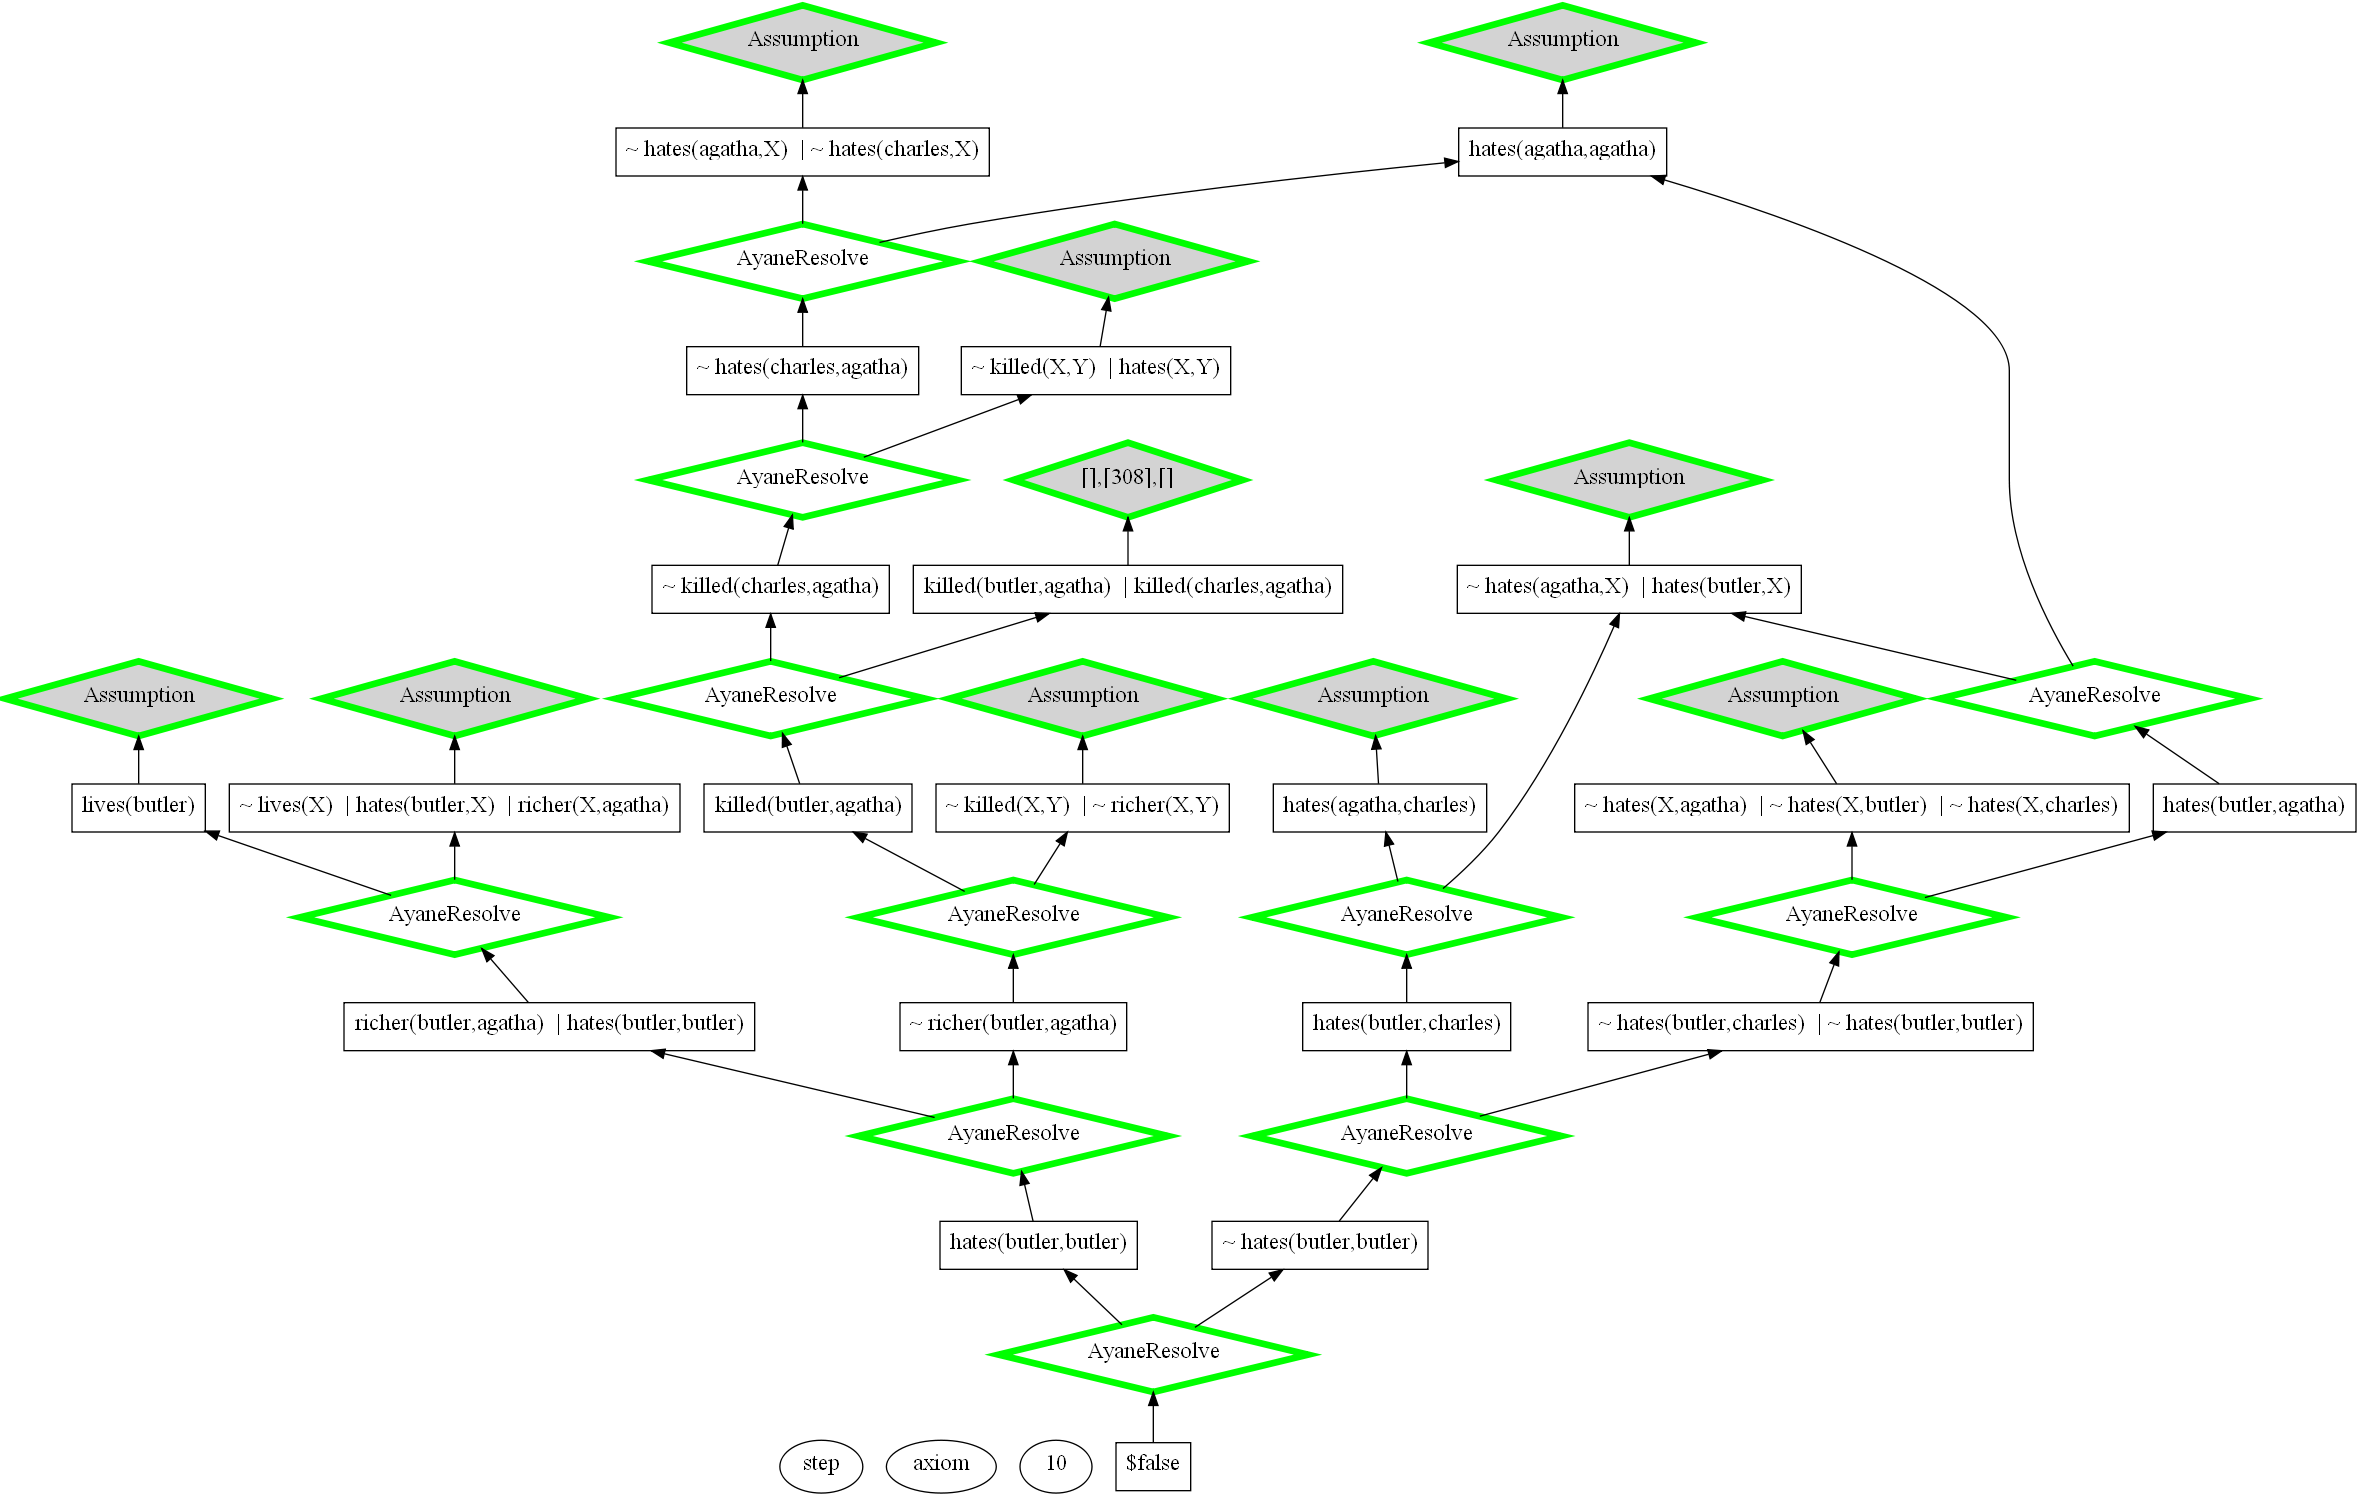 Assumption
Assumption
~ hates(agatha,X) | ~ hates(charles,X)
hates(agatha,agatha)
AyaneResolve
Assumption
~ hates(charles,agatha)
~ killed(X,Y) | hates(X,Y)
AyaneResolve
[],[308],[]
Assumption
~ killed(charles,agatha)
killed(butler,agatha) | killed(charles,agatha)
~ hates(agatha,X) | hates(butler,X)
Assumption
Assumption
AyaneResolve
Assumption
Assumption
Assumption
AyaneResolve
lives(butler)
~ lives(X) | hates(butler,X) | richer(X,agatha)
killed(butler,agatha)
~ killed(X,Y) | ~ richer(X,Y)
hates(agatha,charles)
~ hates(X,agatha) | ~ hates(X,butler) | ~ hates(X,charles)
hates(butler,agatha)
AyaneResolve
AyaneResolve
AyaneResolve
AyaneResolve
richer(butler,agatha) | hates(butler,butler)
~ richer(butler,agatha)
hates(butler,charles)
~ hates(butler,charles) | ~ hates(butler,butler)
AyaneResolve
AyaneResolve
hates(butler,butler)
~ hates(butler,butler)
AyaneResolve
step
axiom
10
$false